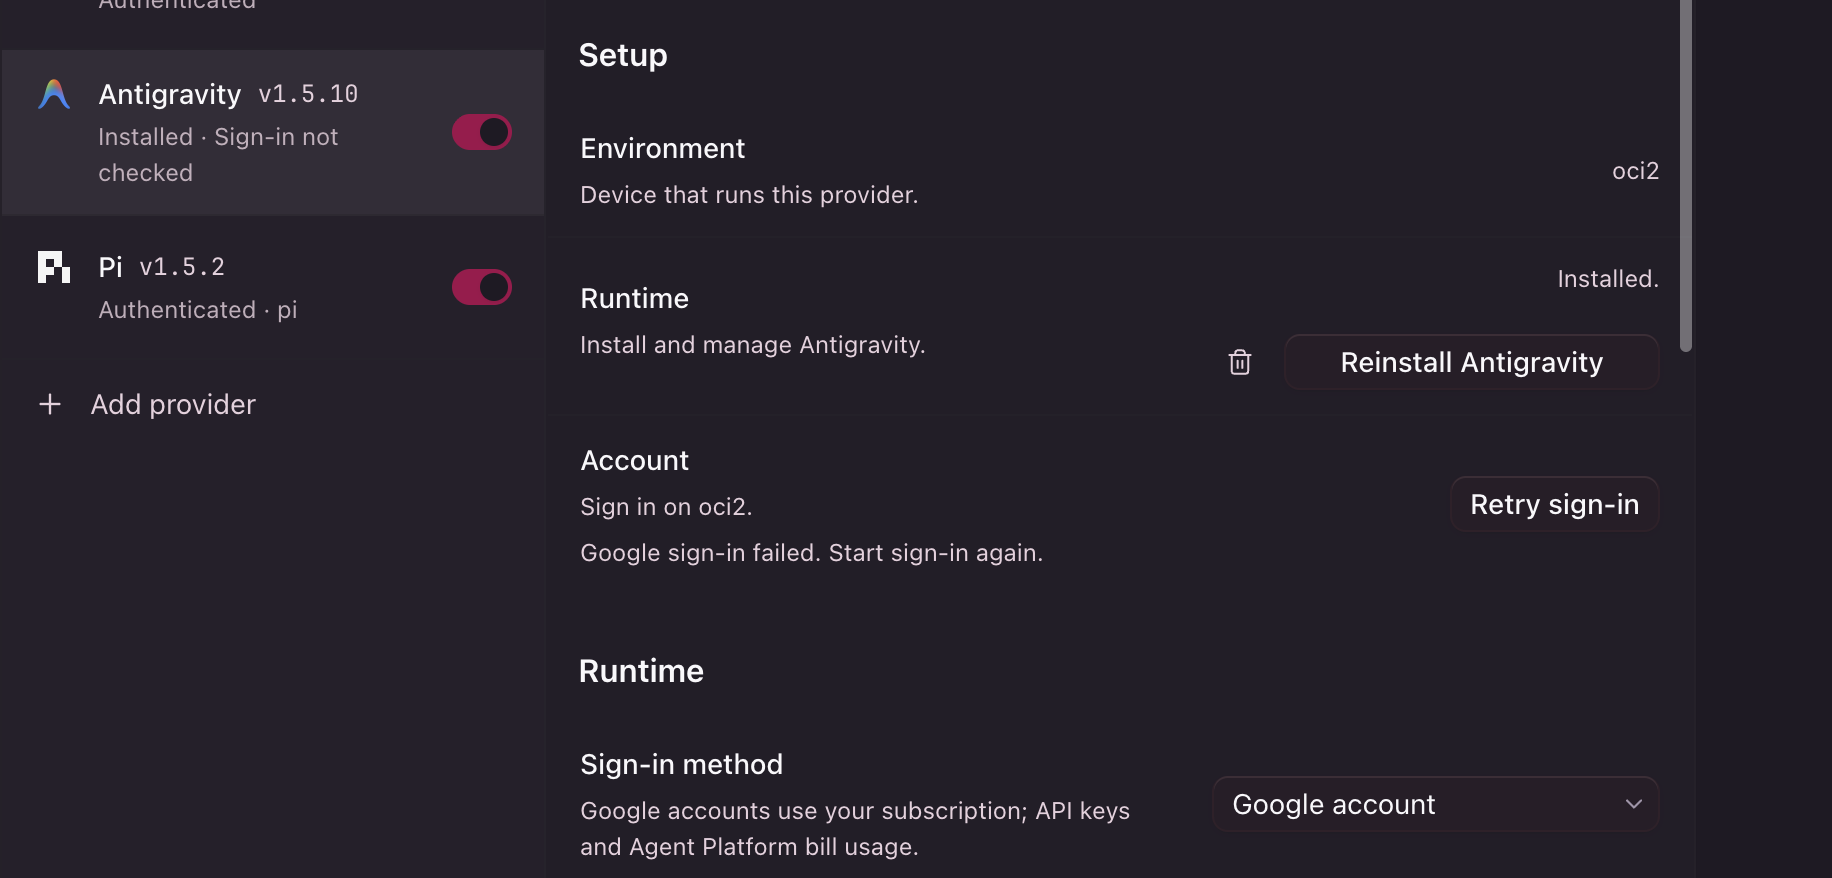 Authenticated
Antigravity v1.5.10
Installed · Sign-in not
checked
Pi v1.5.2
Authenticated · pi
Add provider
Setup
Environment
Device that runs this provider.
oci2
Runtime
Install and manage Antigravity.
Installed.
Reinstall Antigravity
Account
Sign in on oci2.
Google sign-in failed. Start sign-in again.
Retry sign-in
Runtime
Sign-in method
Google accounts use your subscription; API keys
and Agent Platform bill usage.
Google account